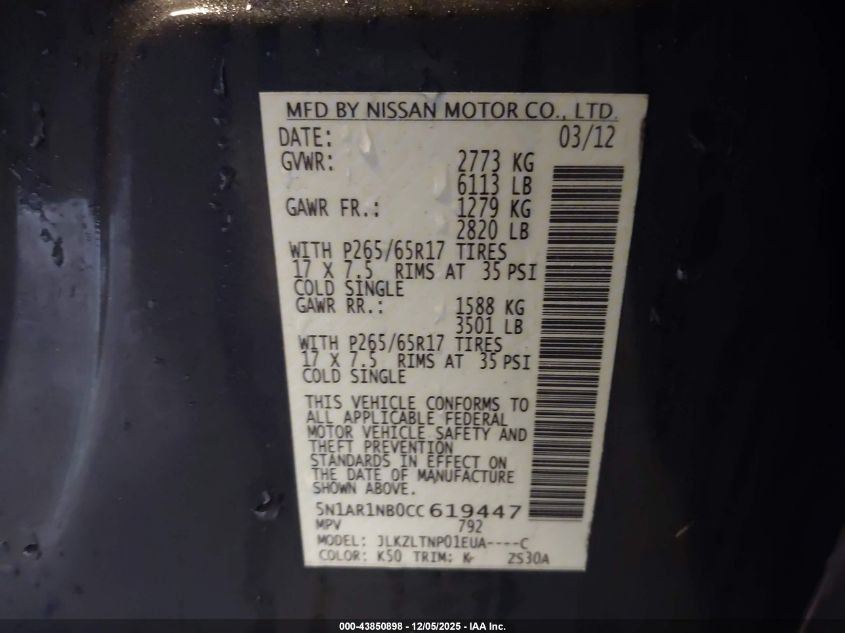 MFD BY NISSAN MOTOR CO., LTD.
DATE: 03/12
GVWR: 2773 KG
6113 LB
GAWR FR.: 1279 KG
2820 LB
WITH P265/65R17 TIRES
17 X 7.5 RIMS AT 35 PSI
COLD SINGLE
GAWR RR.: 1588 KG
3501 LB
WITH P265/65R17 TIRES
17 X 7.5 RIMS AT 35 PSI
COLD SINGLE
THIS VEHICLE CONFORMS TO
ALL APPLICABLE FEDERAL
MOTOR VEHICLE SAFETY AND
THEFT PREVENTION
STANDARDS IN EFFECT ON
THE DATE OF MANUFACTURE
SHOWN ABOVE.
5N1AR1NB0CC619447
MPV 792
MODEL: JLKZLTNP01EUA----C
COLOR: K50 TRIM: K- ZS30A
000-43850898 - 12/05/2025 - IAA Inc.